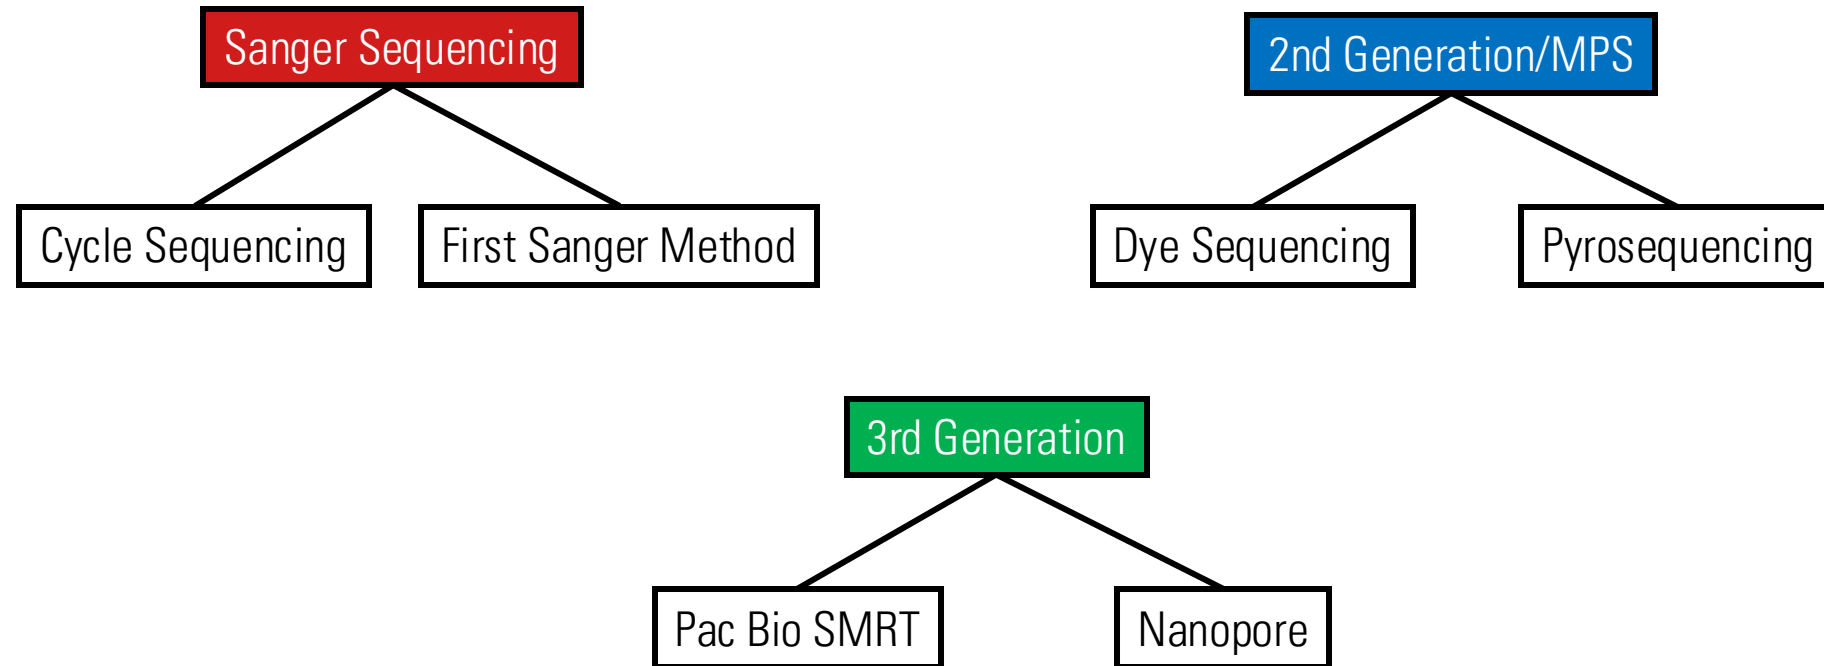 Sanger Sequencing
2nd Generation/MPS
Cycle Sequencing
First Sanger Method
Dye Sequencing
Pyrosequencing
3rd Generation
Pac Bio SMRT
Nanopore